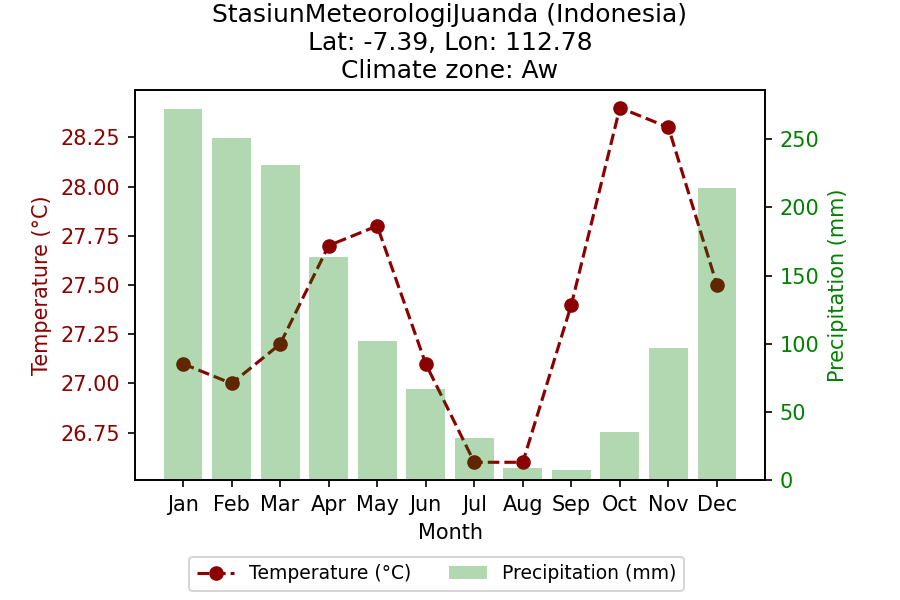 StasiunMeteorologiJuanda (Indonesia)
Lat: -7.39, Lon: 112.78
Climate zone: Aw
Temperature (°C)
28.25
28.00
27.75
27.50
27.25
27.00
26.75
250
200
150
100
50
0
Precipitation (mm)
Jan Feb Mar Apr May Jun Jul Aug Sep Oct Nov Dec
Month
Temperature (°C) Precipitation (mm)